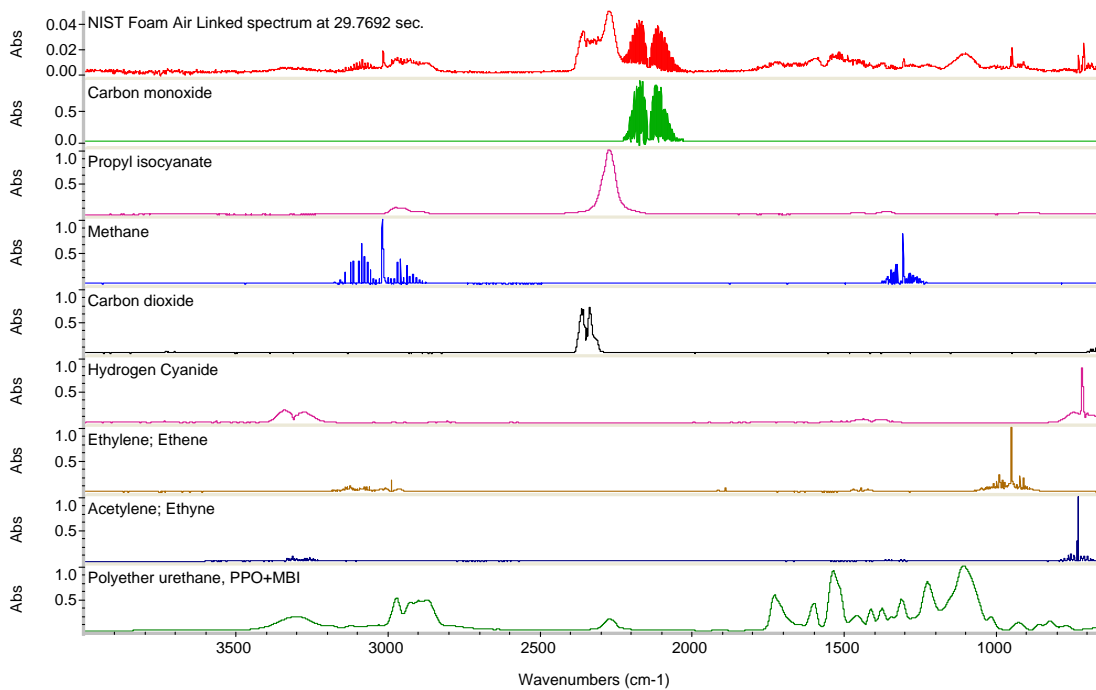 NIST Foam Air Linked spectrum at 29.7692 sec.
Abs
0.04
0.02
0.00
Carbon monoxide
Abs
0.5
0.0
Propyl isocyanate
Abs
1.0
0.5
Methane
Abs
1.0
0.5
Carbon dioxide
Abs
1.0
0.5
Hydrogen Cyanide
Abs
1.0
0.5
Ethylene; Ethene
Abs
1.0
0.5
Acetylene; Ethyne
Abs
1.0
0.5
Polyether urethane, PPO+MBI
Abs
1.0
0.5
3500 3000 2500 2000 1500 1000
Wavenumbers (cm-1)